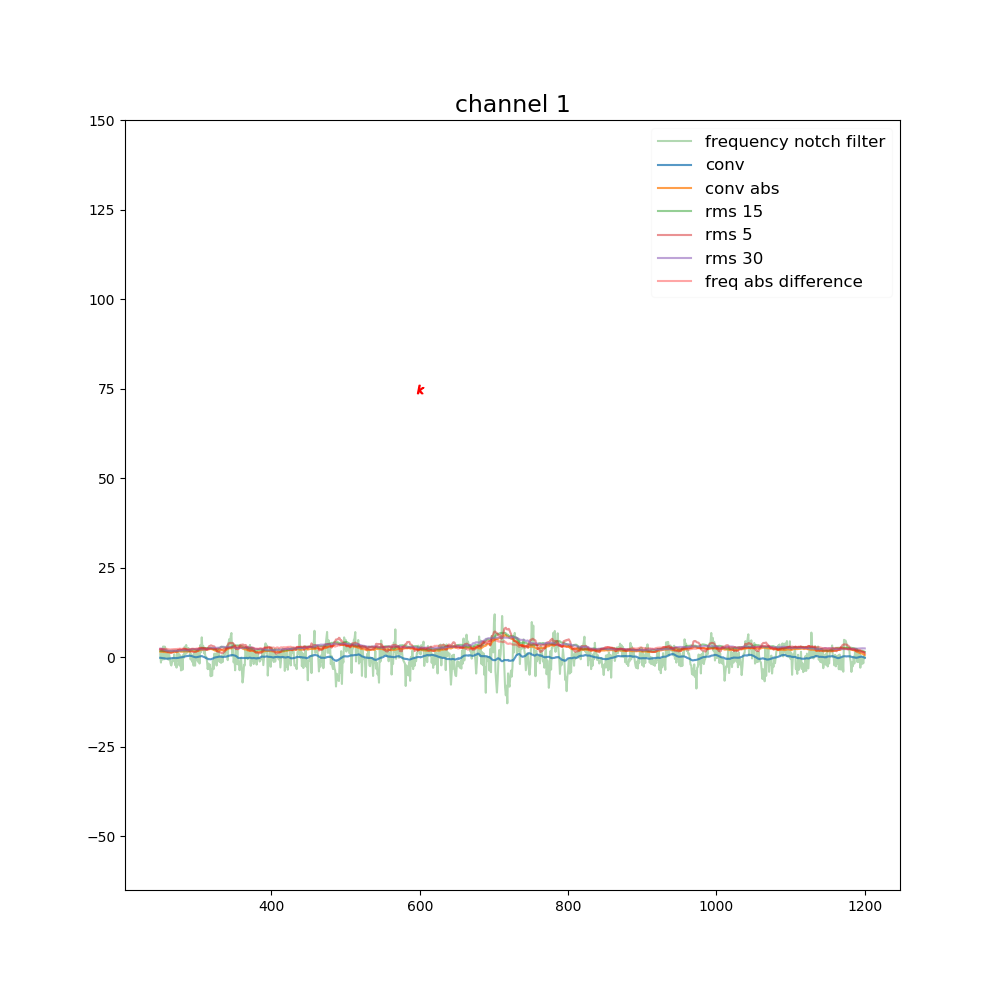 channel 1
150
125
100
75
50
25
0
−25
−50
frequency notch filter
conv
conv abs
rms 15
rms 5
rms 30
freq abs difference
k
400 600 800 1000 1200